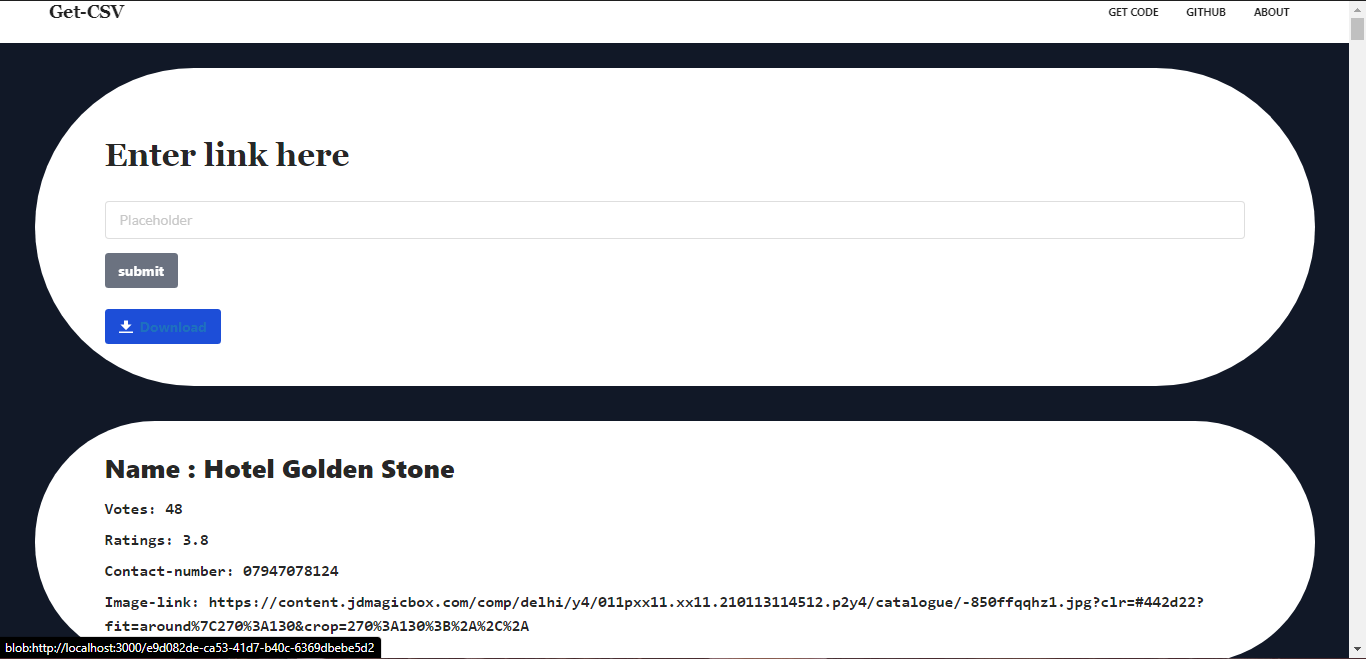 Get-CSV
GET CODE GITHUB ABOUT
Enter link here
Placeholder
submit
Download
Name : Hotel Golden Stone
Votes: 48
Ratings: 3.8
Contact-number: 07947078124
Image-link: https://content.jdmagicbox.com/comp/delhi/y4/011pxx11.xx11.210113114512.p2y4/catalogue/-850ffqqhz1.jpg?clr=#442d22?
fit=around%7C270%3A130&crop=270%3A130%3B%2A%2C%2A
blob:http://localhost:3000/e9d082de-ca53-41d7-b40c-6369dbebe5d2